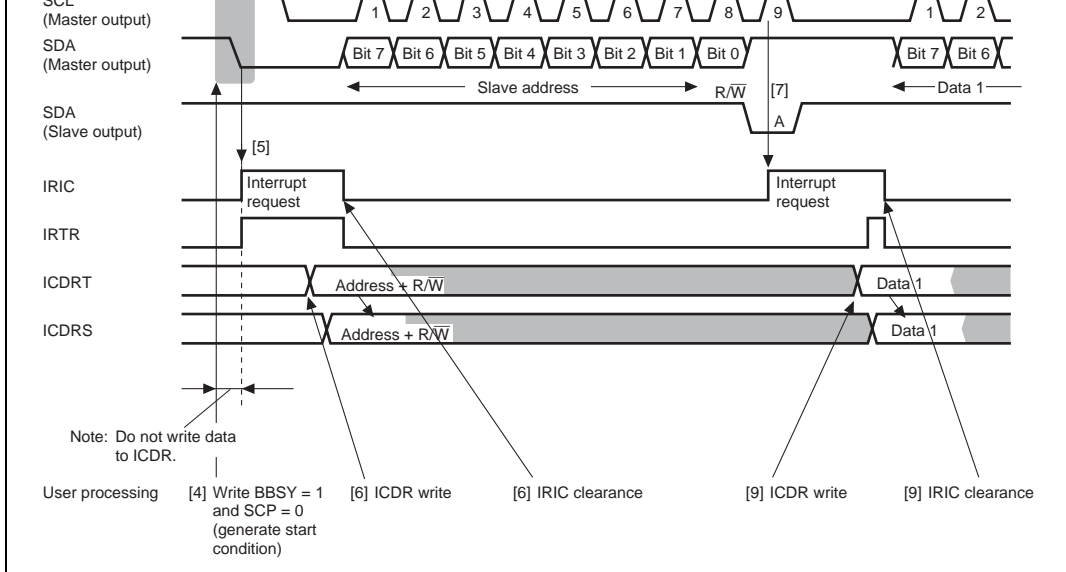 SCL
(Master output)
1 2 3 4 5 6 7 8 9 1 2
SDA
(Master output)
Bit 7 Bit 6 Bit 5 Bit 4 Bit 3 Bit 2 Bit 1 Bit 0 Bit 7 Bit 6
Slave address R/W̅ [7] Data 1
SDA
(Slave output)
A
[5]
IRIC
Interrupt
request
Interrupt
request
IRTR
ICDRT
Address + R/W̅
Data 1
ICDRS
Address + R/W̅
Data 1
Note: Do not write data
to ICDR.
User processing
[4] Write BBSY = 1
and SCP = 0
(generate start
condition)
[6] ICDR write
[6] IRIC clearance
[9] ICDR write
[9] IRIC clearance